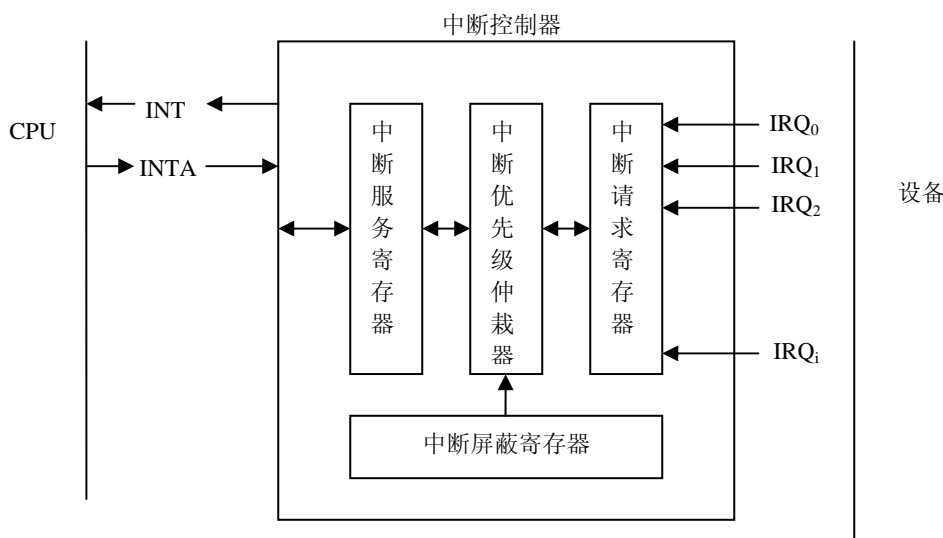 中断控制器
CPU
INT
INTA
中断服务寄存器
中断优先级仲裁器
中断请求寄存器
IRQ0
IRQ1
IRQ2
IRQi
设备
中断屏蔽寄存器